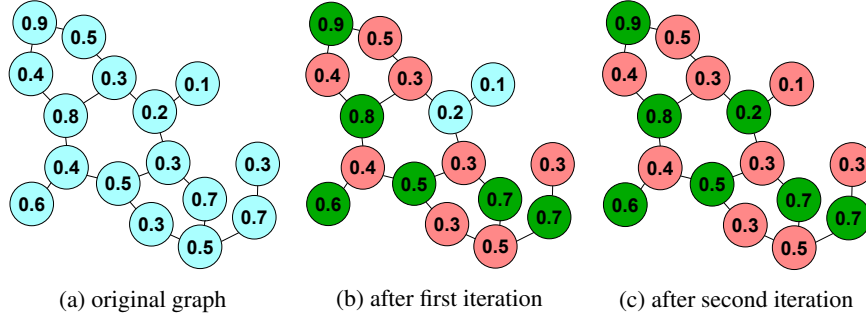 0.9 0.5 0.4 0.3 0.1 0.8 0.2 0.4 0.5 0.3 0.3 0.6 0.3 0.7 0.7 0.5
(a) original graph
0.9 0.5 0.4 0.3 0.1 0.8 0.2 0.4 0.5 0.3 0.3 0.6 0.3 0.7 0.7 0.5
(b) after first iteration
0.9 0.5 0.4 0.3 0.1 0.8 0.2 0.4 0.5 0.3 0.3 0.6 0.3 0.7 0.7 0.5
(c) after second iteration